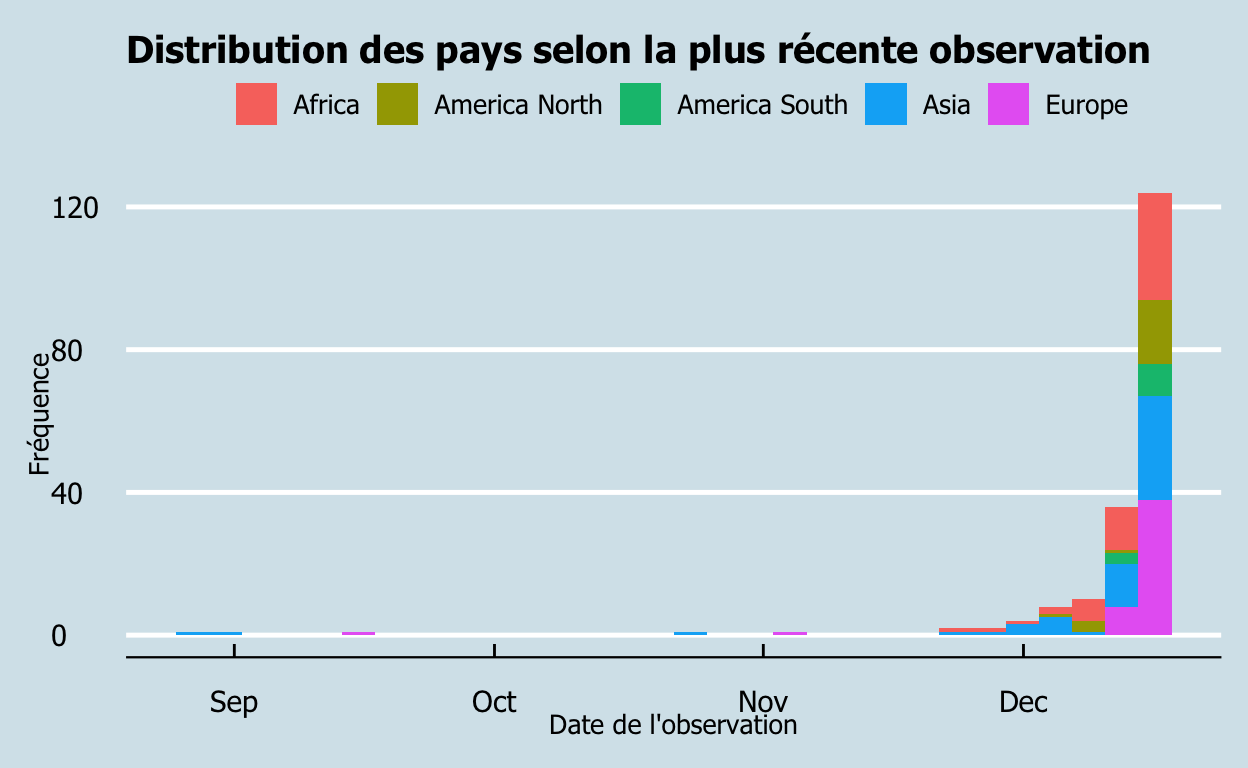 Distribution des pays selon la plus récente observation
Africa America North America South Asia Europe
120
80
40
0
Fréquence
Sep Oct Nov Dec
Date de l'observation